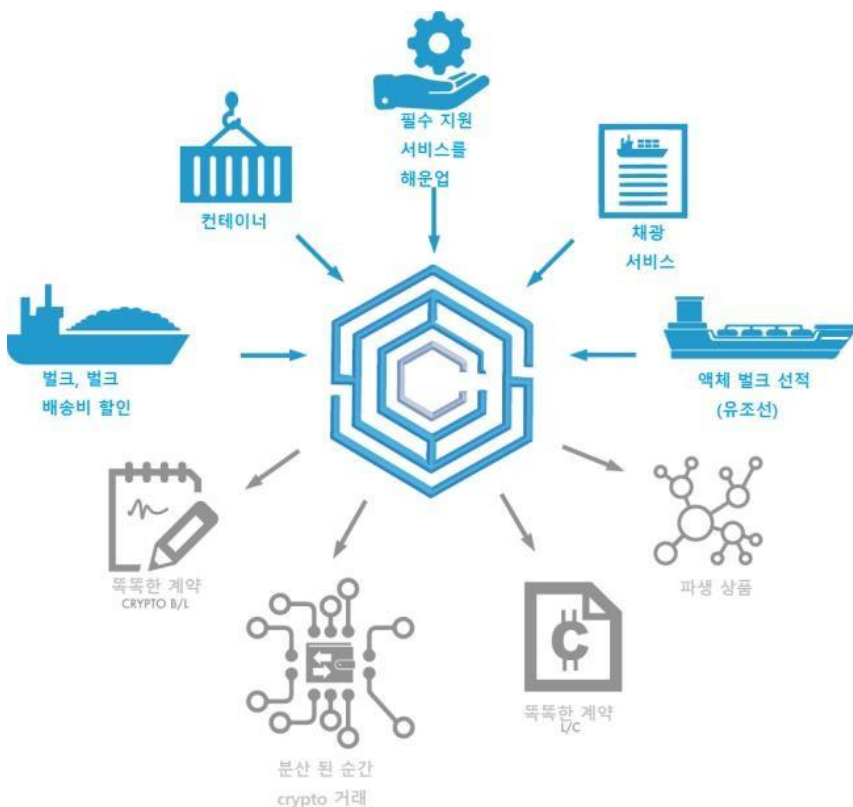 필수 지원
서비스를
해운업
컨테이너
채광
서비스
벌크, 벌크
배송비 할인
액체 벌크 선적
(유조선)
똑똑한 계약
CRYPTO B/L
파생 상품
똑똑한 계약
L/C
분산 된 순간
crypto 거래